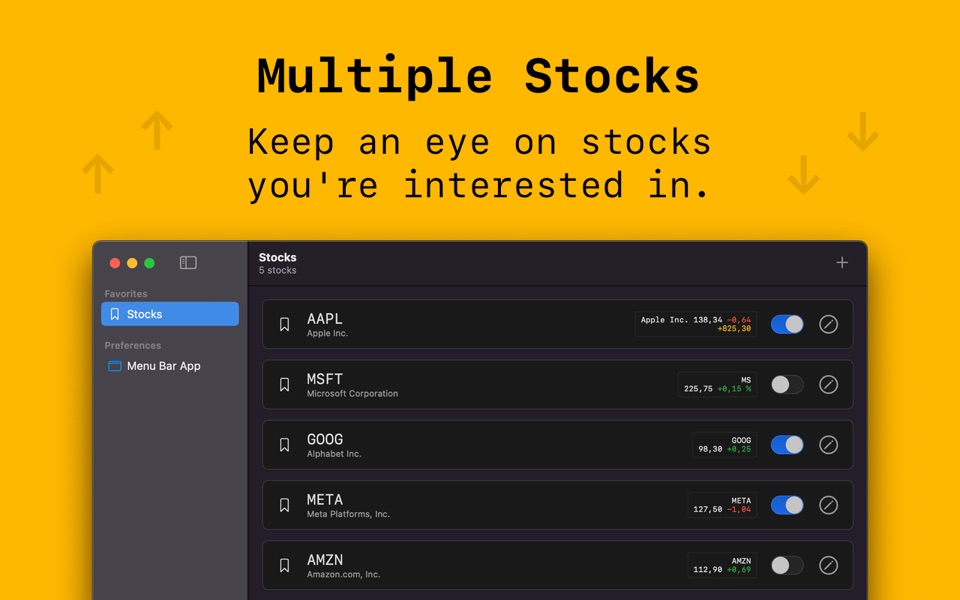 Multiple Stocks
Keep an eye on stocks
you're interested in.
Stocks
5 stocks
Favorites
Stocks
Preferences
Menu Bar App
AAPL
Apple Inc.
Apple Inc. 138,34 −0,64
+825,30
MSFT
Microsoft Corporation
MS
225,75 +0,15 %
GOOG
Alphabet Inc.
GOOG
98,30 +0,25
META
Meta Platforms, Inc.
META
127,50 −1,04
AMZN
Amazon.com, Inc.
AMZN
112,90 +0,69